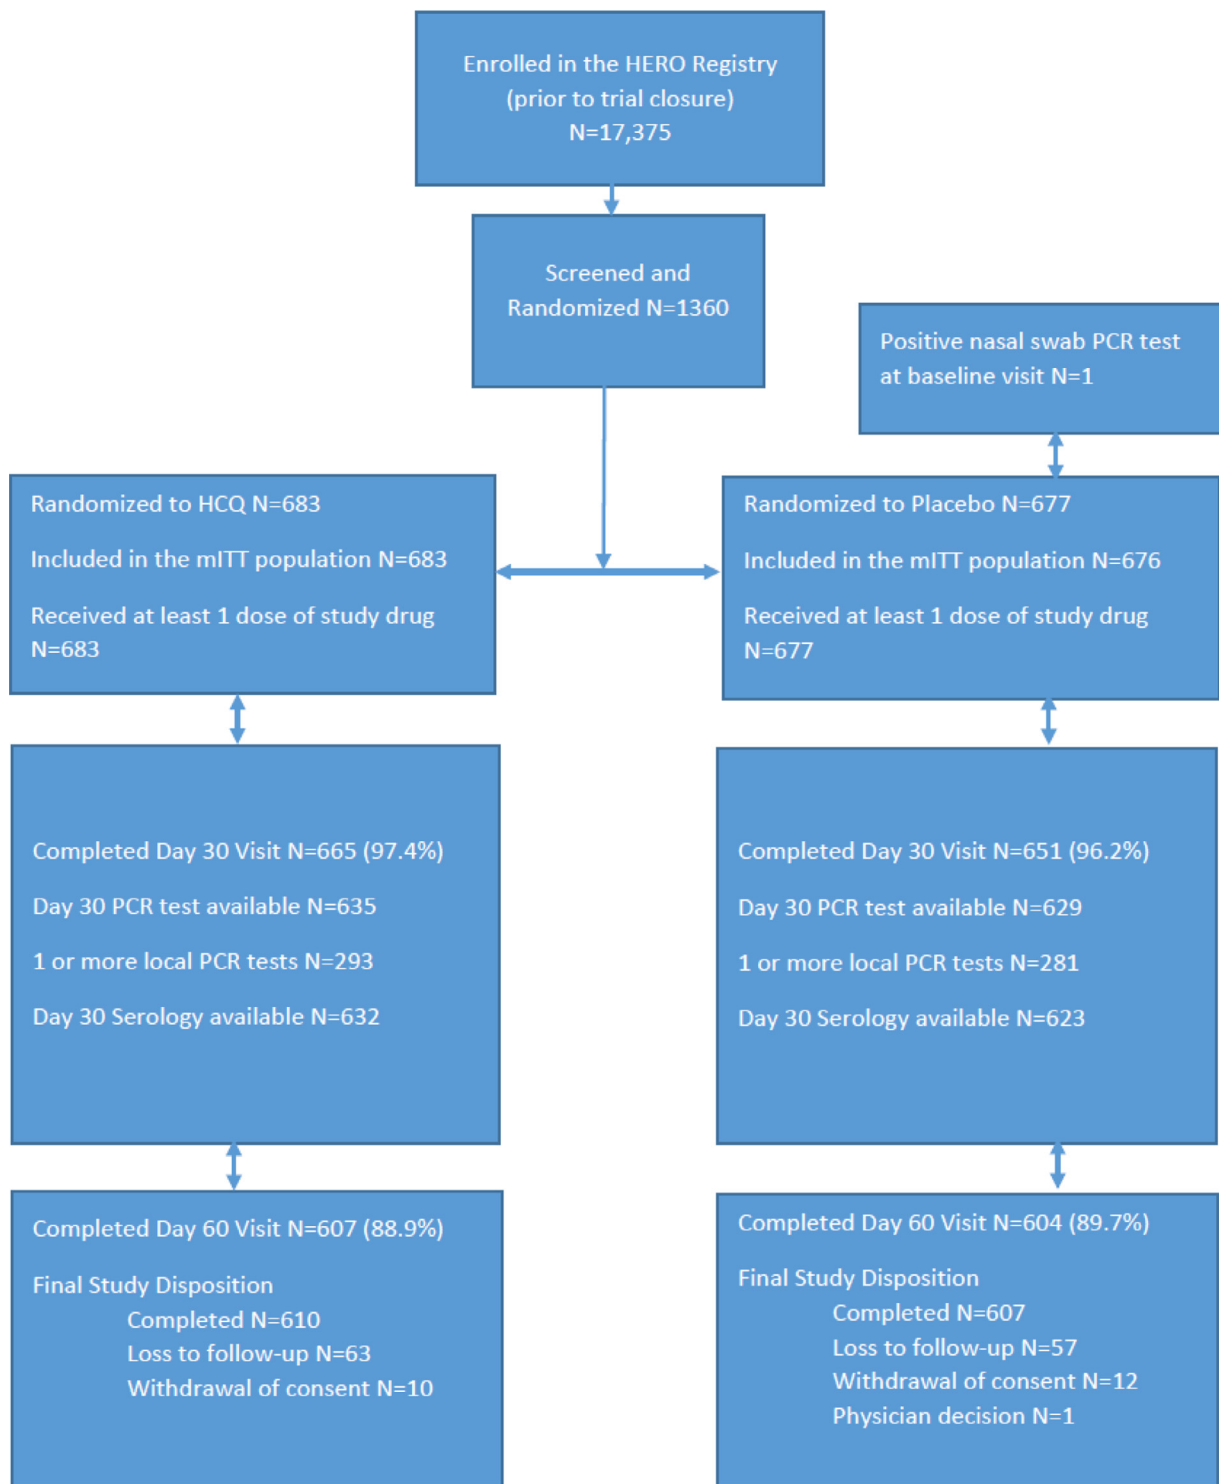 Enrolled in the HERO Registry
(prior to trial closure)
N=17,375
Screened and
Randomized N=1360
Positive nasal swab PCR test
at baseline visit N=1
Randomized to HCQ N=683
Included in the mITT population N=683
Received at least 1 dose of study drug
N=683
Randomized to Placebo N=677
Included in the mITT population N=676
Received at least 1 dose of study drug
N=677
Completed Day 30 Visit N=665 (97.4%)
Day 30 PCR test available N=635
1 or more local PCR tests N=293
Day 30 Serology available N=632
Completed Day 30 Visit N=651 (96.2%)
Day 30 PCR test available N=629
1 or more local PCR tests N=281
Day 30 Serology available N=623
Completed Day 60 Visit N=607 (88.9%)
Final Study Disposition
Completed N=610
Loss to follow-up N=63
Withdrawal of consent N=10
Completed Day 60 Visit N=604 (89.7%)
Final Study Disposition
Completed N=607
Loss to follow-up N=57
Withdrawal of consent N=12
Physician decision N=1